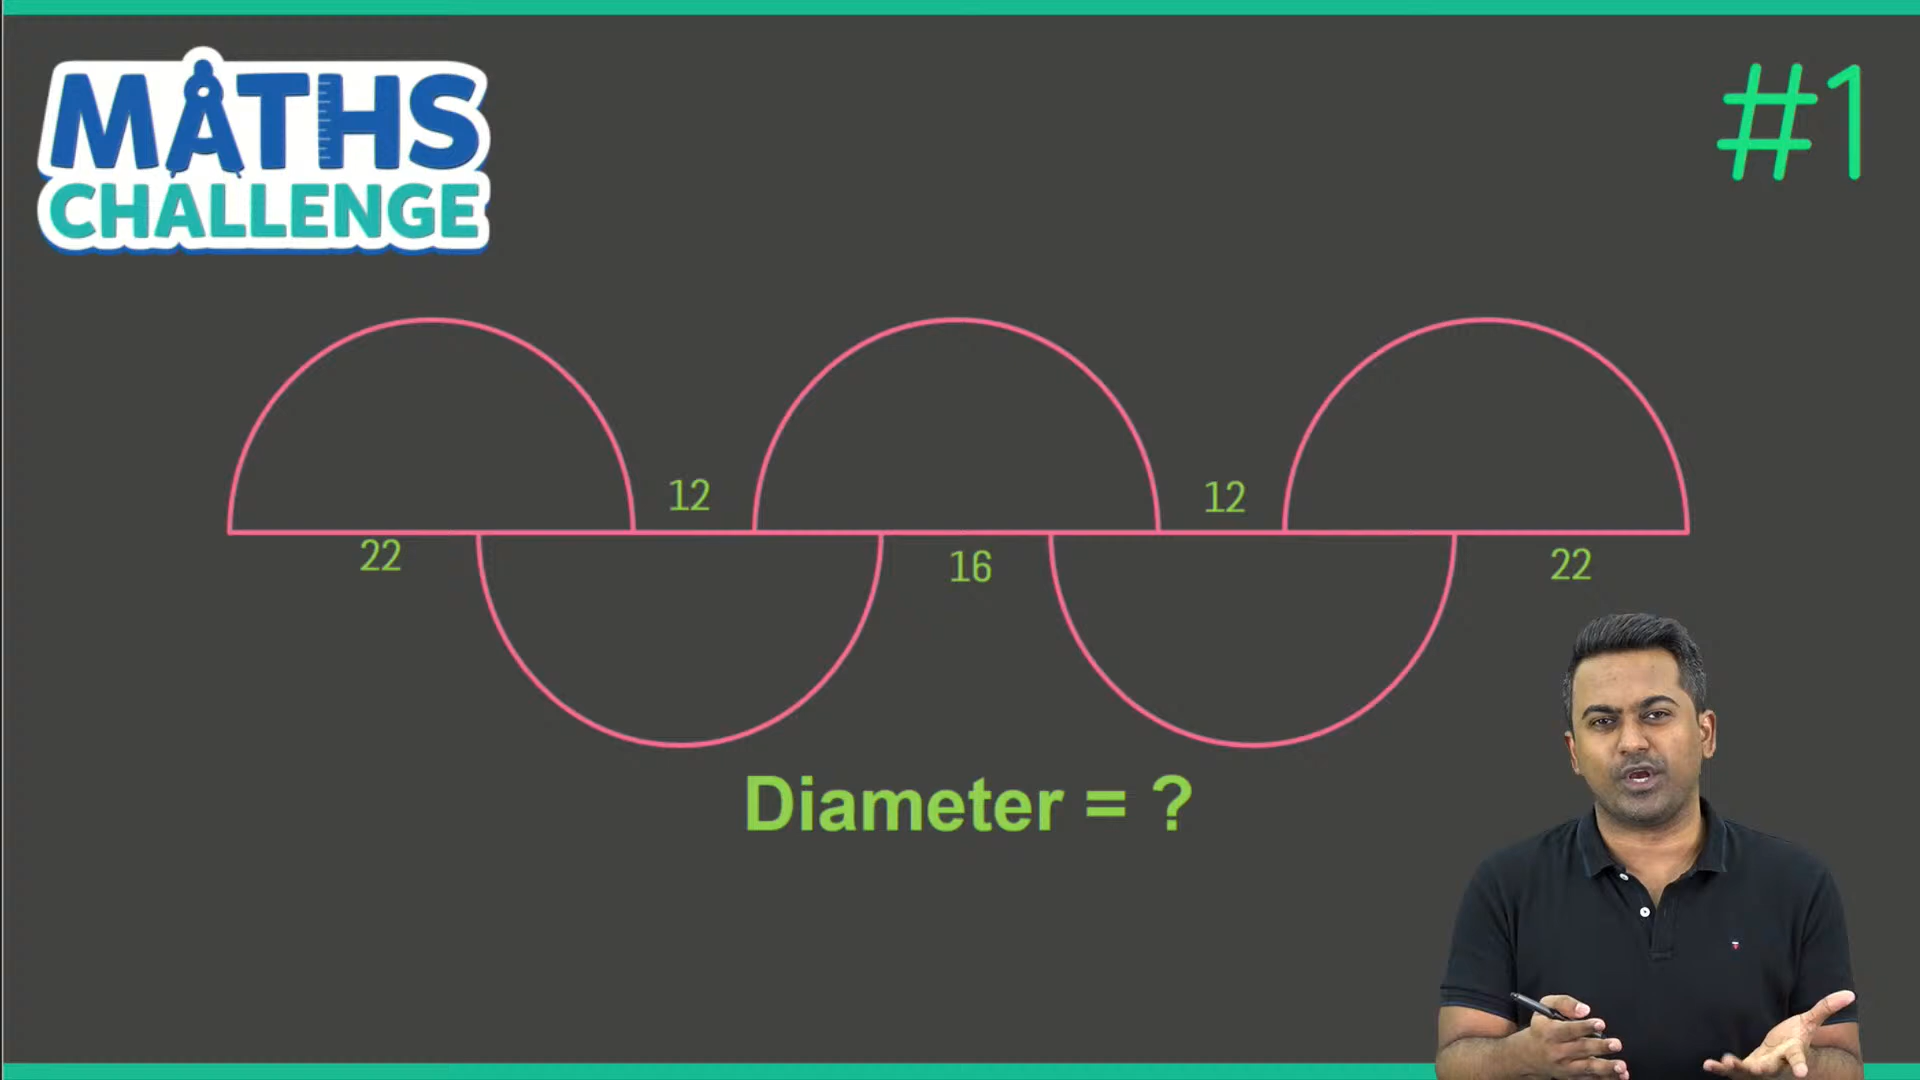 MATHS
CHALLENGE
#1
12
12
22
16
22
Diameter = ?